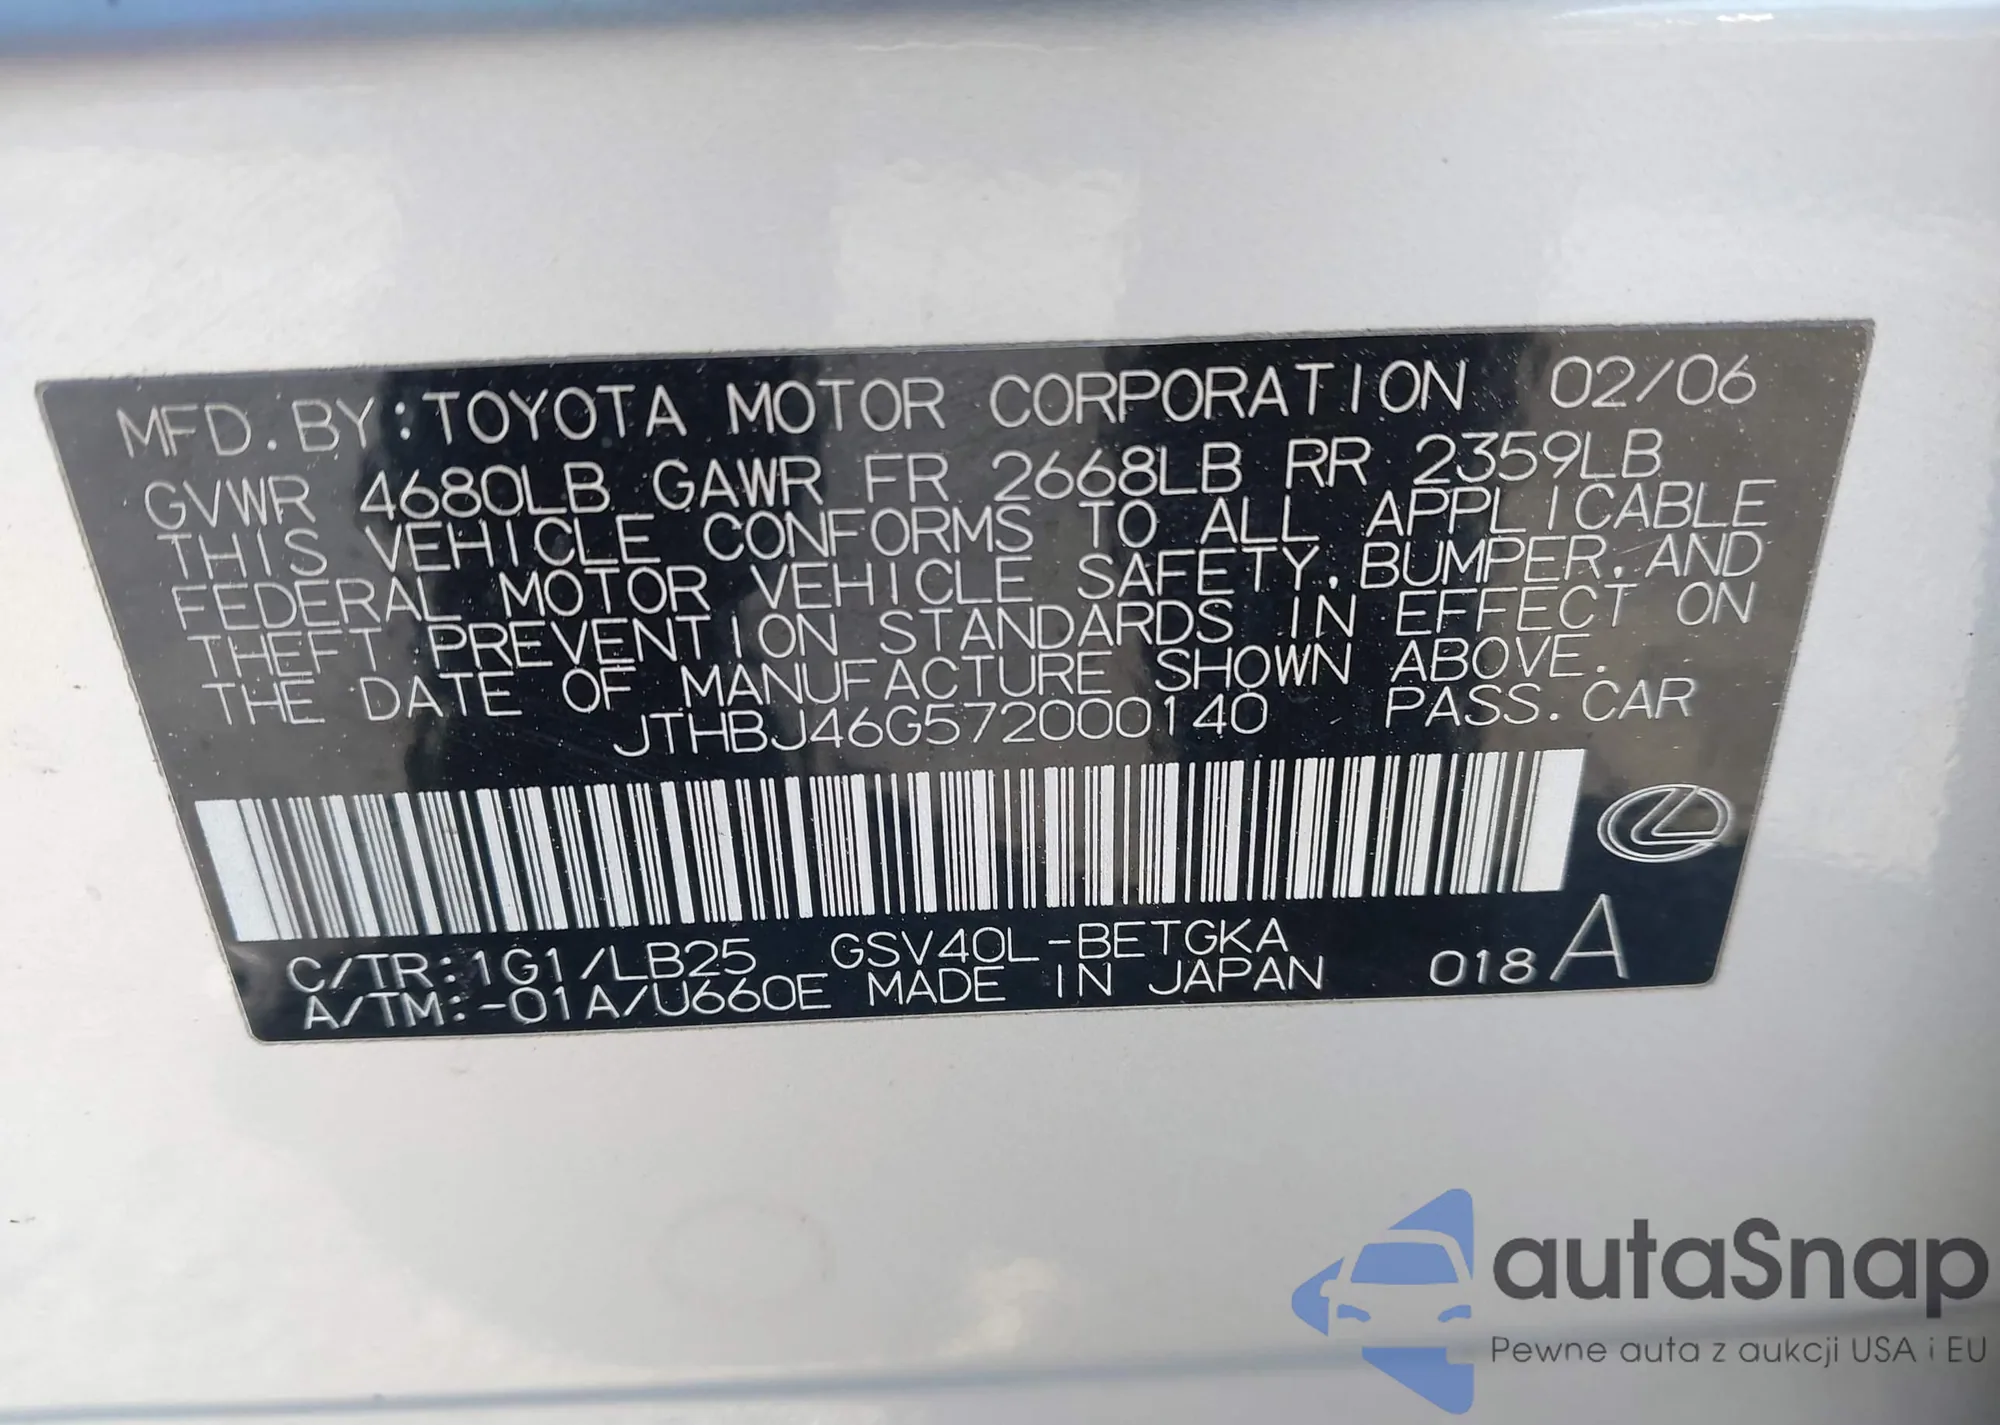 MFD. BY: TOYOTA MOTOR CORPORATION 02/06
GVWR 4680LB GAWR FR 2668LB RR 2359LB
THIS VEHICLE CONFORMS TO ALL APPLICABLE
FEDERAL MOTOR VEHICLE SAFETY, BUMPER, AND
THEFT PREVENTION STANDARDS IN EFFECT ON
THE DATE OF MANUFACTURE SHOWN ABOVE.
JTHBJ46G572000140 PASS. CAR
C/TR:1G1/LB25 GSV40L-BETGKA
A/TM:-01A/U660E MADE IN JAPAN 018 A
autaSnap
Pewne auta z aukcji USA i EU